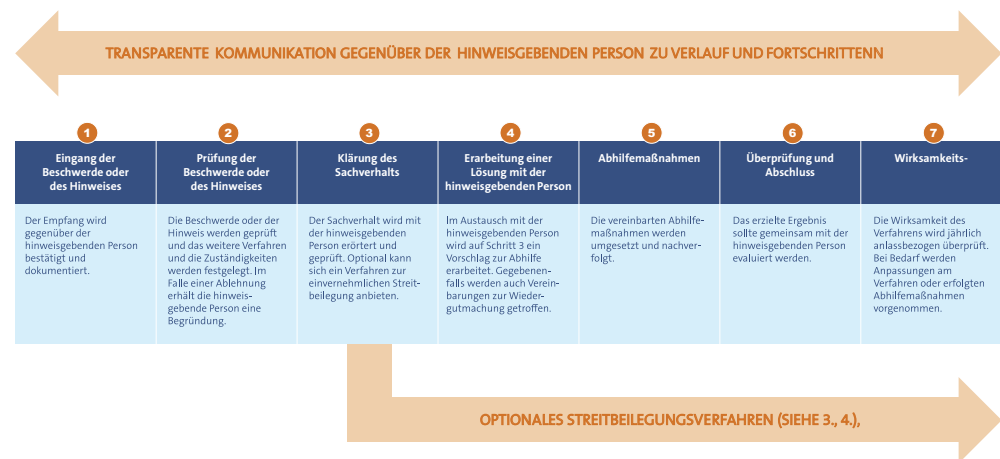 TRANSPARENTE KOMMUNIKATION GEGENÜBER DER HINWEISGEBENDEN PERSON ZU VERLAUF UND FORTSCHRITTENN
1
Eingang der
Beschwerde oder
des Hinweises
Der Empfang wird
gegenüber der
hinweisgebenden Person
bestätigt und
dokumentiert.
2
Prüfung der
Beschwerde oder
des Hinweises
Die Beschwerde oder der
Hinweis werden geprüft
und das weitere Verfahren
und die Zuständigkeiten
werden festgelegt. Im
Falle einer Ablehnung
erhält die hinweis-
gebende Person eine
Begründung.
3
Klärung des
Sachverhalts
Der Sachverhalt wird mit
der hinweisgebenden
Person erörtert und
geprüft. Optional kann
sich ein Verfahren zur
einvernehmlichen Streit-
beilegung anbieten.
4
Erarbeitung einer
Lösung mit der
hinweisgebenden Person
Im Austausch mit der
hinweisgebenden Person
wird auf Schritt 3 ein
Vorschlag zur Abhilfe
erarbeitet. Gegebenen-
falls werden auch Verein-
barungen zur Wieder-
gutmachung getroffen.
5
Abhilfemaßnahmen
Die vereinbarten Abhilfe-
maßnahmen werden
umgesetzt und nachver-
folgt.
6
Überprüfung und
Abschluss
Das erzielte Ergebnis
sollte gemeinsam mit der
hinweisgebenden Person
evaluiert werden.
7
Wirksamkeits-
Die Wirksamkeit des
Verfahrens wird jährlich
anlassbezogen überprüft.
Bei Bedarf werden
Anpassungen am
Verfahren oder erfolgten
Abhilfemaßnahmen
vorgenommen.
OPTIONALES STREITBEILEGUNGSVERFAHREN (SIEHE 3., 4.),